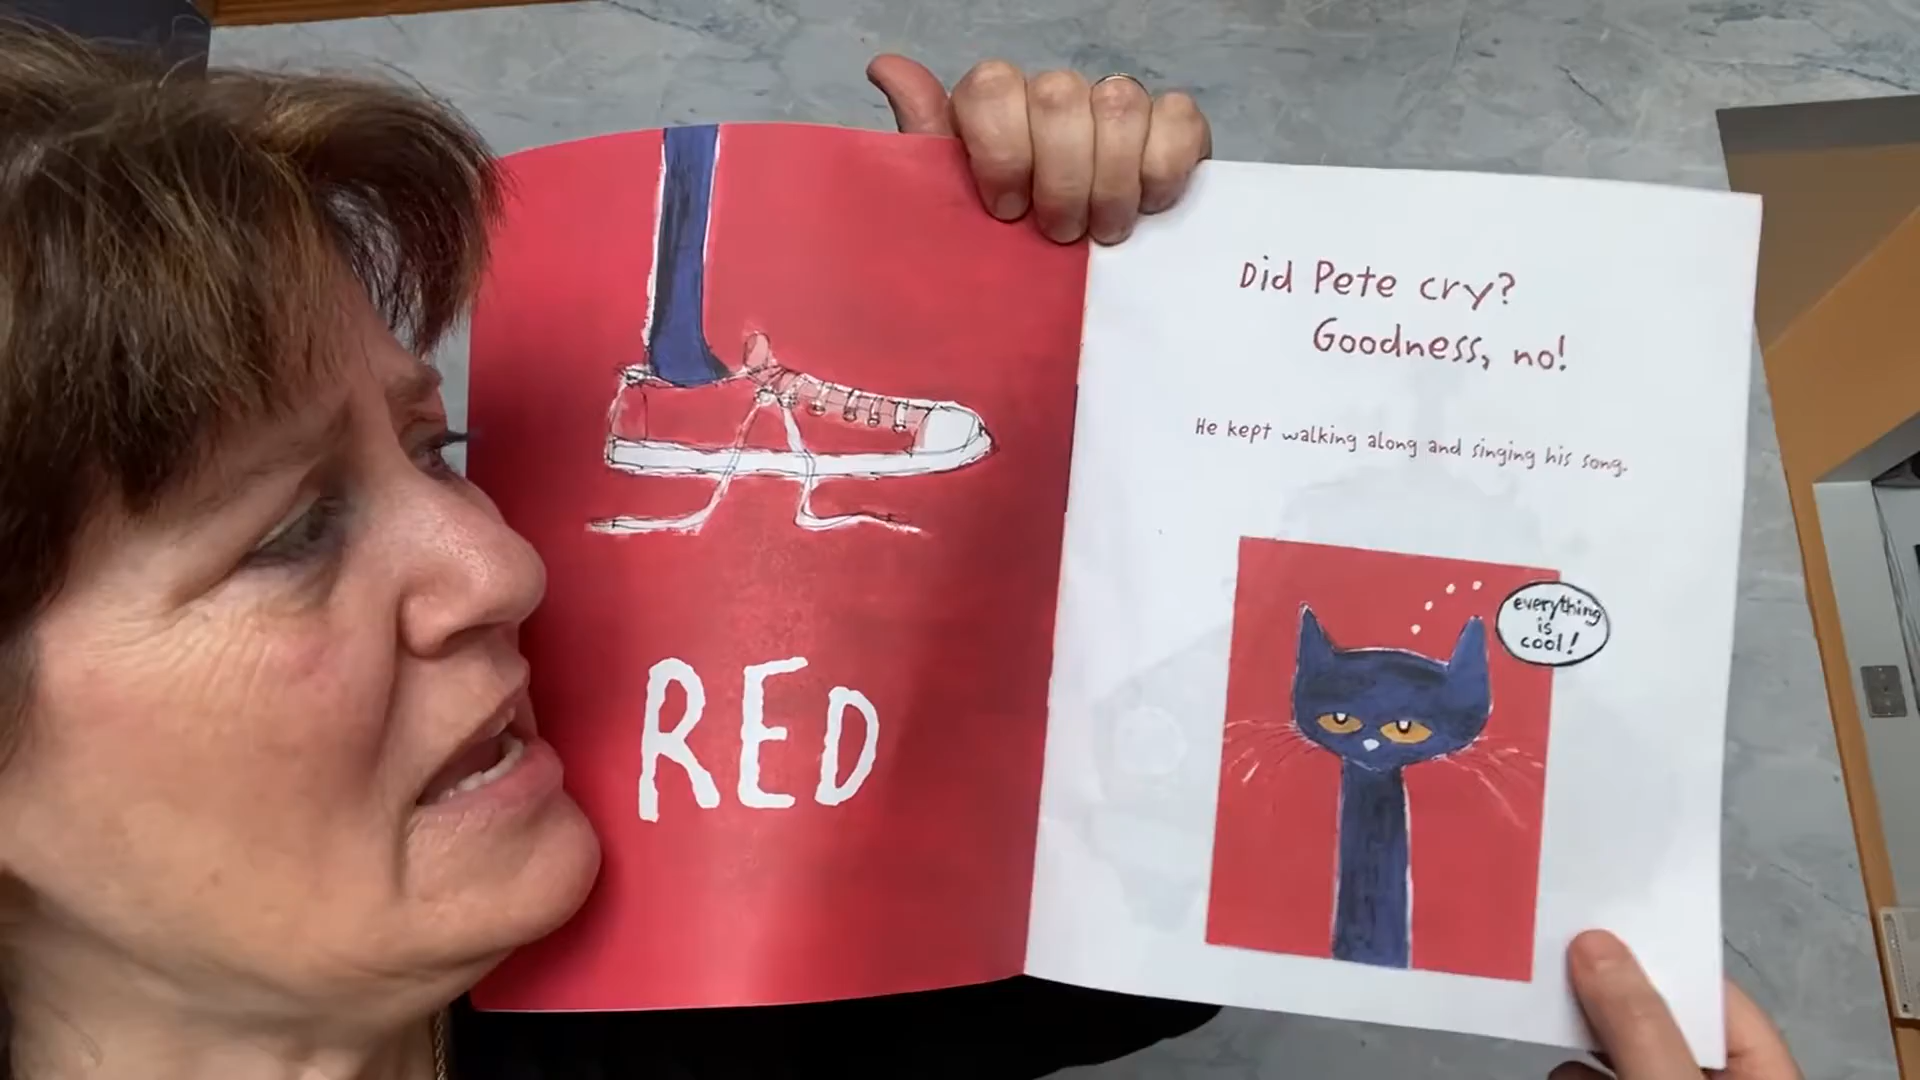 RED
Did Pete cry?
Goodness, no!
He kept walking along and singing his song.
everything
is
cool!